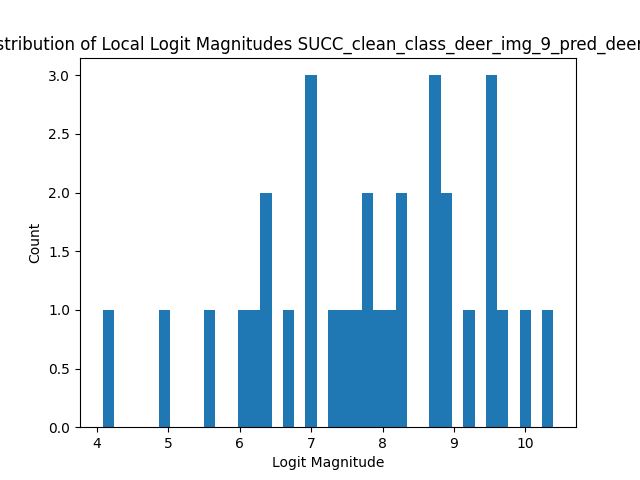 stribution of Local Logit Magnitudes SUCC_clean_class_deer_img_9_pred_deer
3.0
2.5
2.0
1.5
1.0
0.5
0.0
Count
4 5 6 7 8 9 10
Logit Magnitude